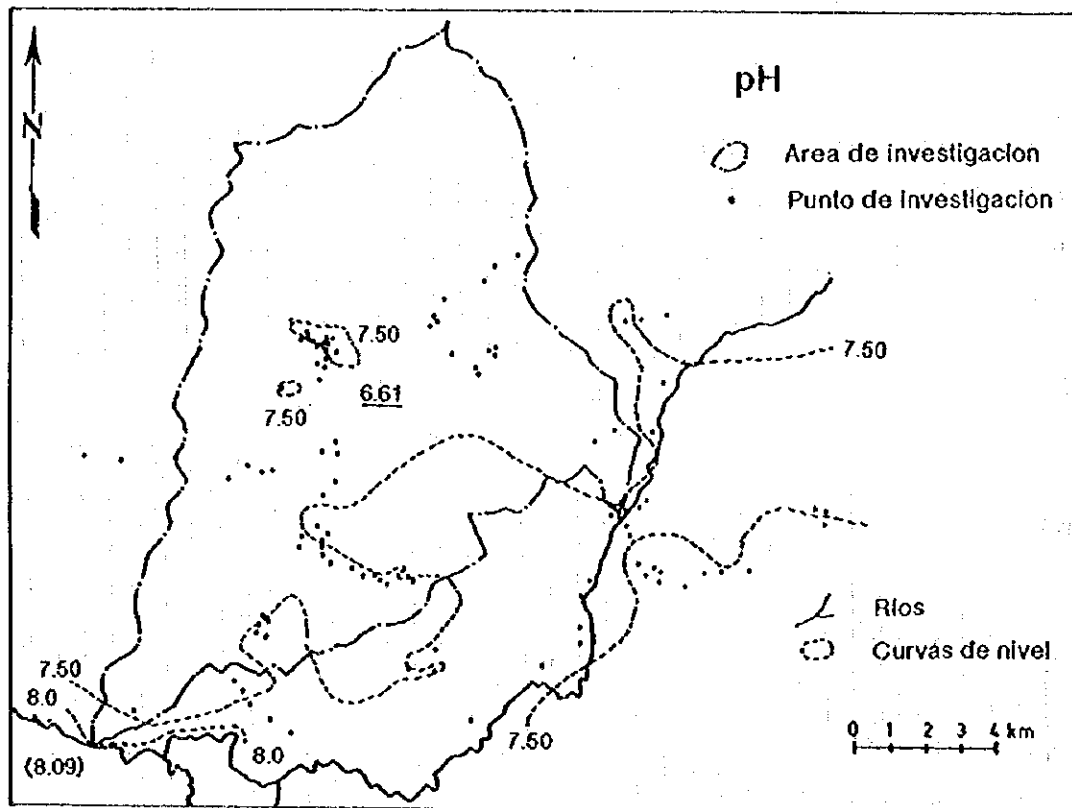 pH
N
Area de investigacion
Punto de investigacion
7.50
7.50
6.61
7.50
Ríos
Curvas de nivel
7.50
8.0
8.0
(8.09)
7.50
0 1 2 3 4 km